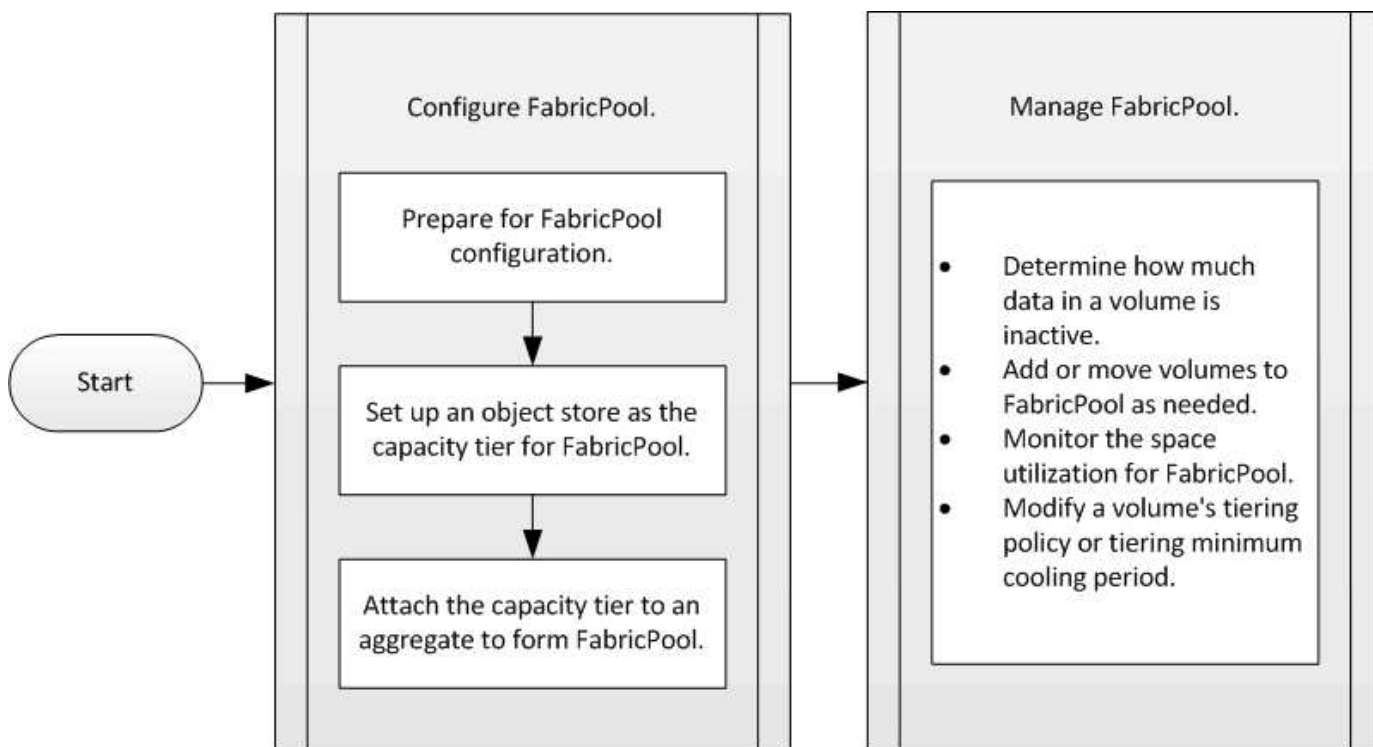 Start
Configure FabricPool.
Prepare for FabricPool
configuration.
Set up an object store as the
capacity tier for FabricPool.
Attach the capacity tier to an
aggregate to form FabricPool.
Manage FabricPool.
• Determine how much
data in a volume is
inactive.
• Add or move volumes to
FabricPool as needed.
• Monitor the space
utilization for FabricPool.
• Modify a volume's tiering
policy or tiering minimum
cooling period.